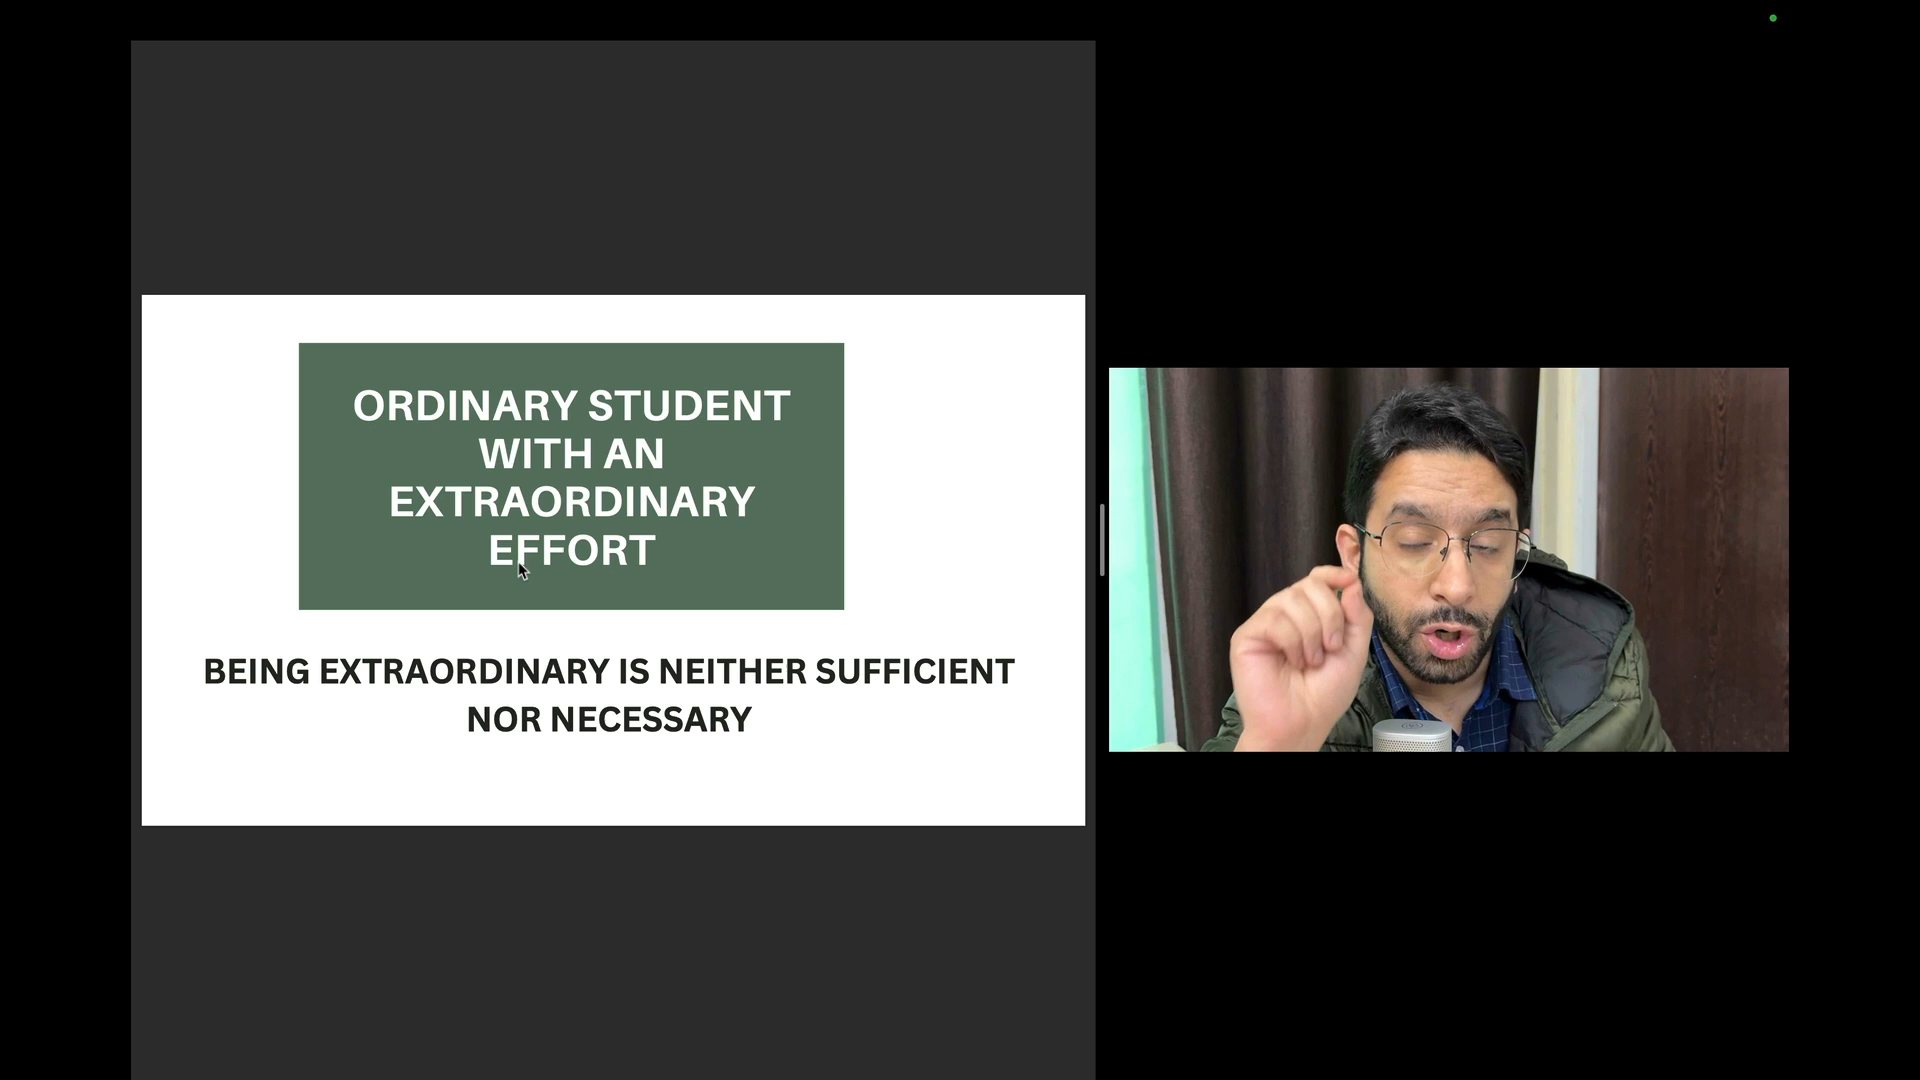 ORDINARY STUDENT
WITH AN
EXTRAORDINARY
EFFORT
BEING EXTRAORDINARY IS NEITHER SUFFICIENT
NOR NECESSARY